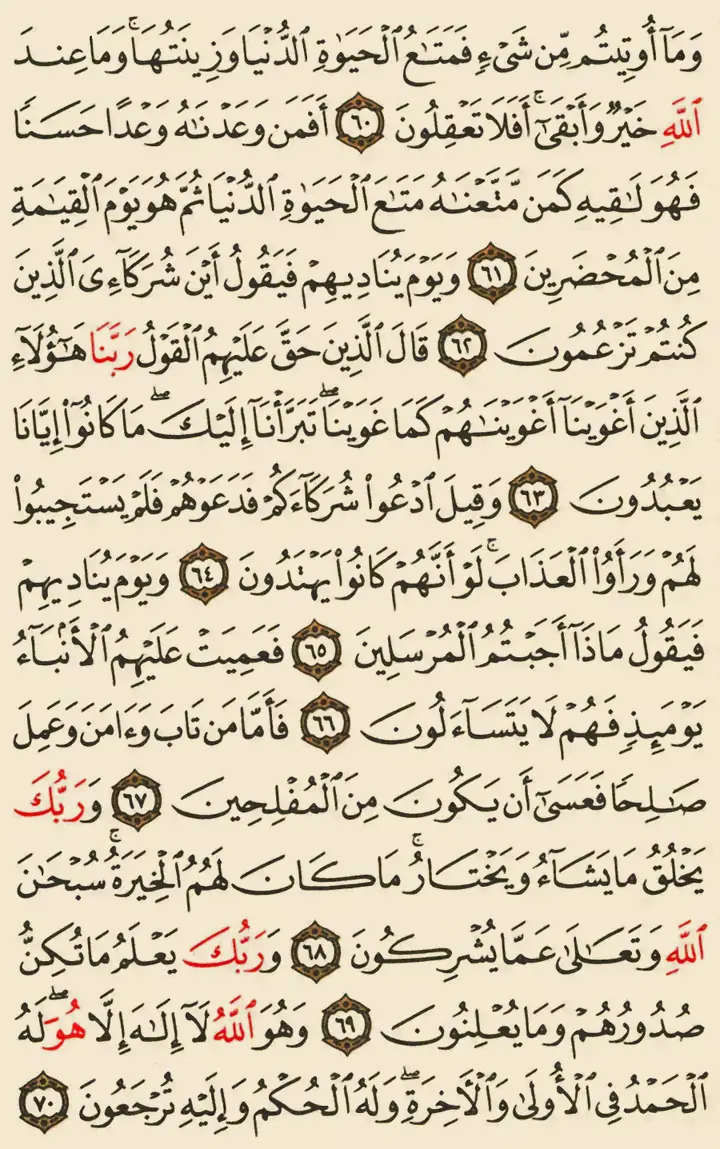 وَمَآ أُوتِيتُم مِّن شَىْءٍ فَمَتَٰعُ ٱلْحَيَوٰةِ ٱلدُّنْيَا وَزِينَتُهَا ۚ وَمَا عِندَ
ٱللَّهِ خَيْرٌ وَأَبْقَىٰٓ ۚ أَفَلَا تَعْقِلُونَ ٦٠ أَفَمَن وَعَدْنَٰهُ وَعْدًا حَسَنًا
فَهُوَ لَٰقِيهِ كَمَن مَّتَّعْنَٰهُ مَتَٰعَ ٱلْحَيَوٰةِ ٱلدُّنْيَا ثُمَّ هُوَ يَوْمَ ٱلْقِيَٰمَةِ
مِنَ ٱلْمُحْضَرِينَ ٦١ وَيَوْمَ يُنَادِيهِمْ فَيَقُولُ أَيْنَ شُرَكَآءِىَ ٱلَّذِينَ
كُنتُمْ تَزْعُمُونَ ٦٢ قَالَ ٱلَّذِينَ حَقَّ عَلَيْهِمُ ٱلْقَوْلُ رَبَّنَا هَٰٓؤُلَآءِ
ٱلَّذِينَ أَغْوَيْنَآ أَغْوَيْنَٰهُمْ كَمَا غَوَيْنَا ۖ تَبَرَّأْنَآ إِلَيْكَ ۖ مَا كَانُوٓا۟ إِيَّانَا
يَعْبُدُونَ ٦٣ وَقِيلَ ٱدْعُوا۟ شُرَكَآءَكُمْ فَدَعَوْهُمْ فَلَمْ يَسْتَجِيبُوا۟
لَهُمْ وَرَأَوُا۟ ٱلْعَذَابَ ۚ لَوْ أَنَّهُمْ كَانُوا۟ يَهْتَدُونَ ٦٤ وَيَوْمَ يُنَادِيهِمْ
فَيَقُولُ مَاذَآ أَجَبْتُمُ ٱلْمُرْسَلِينَ ٦٥ فَعَمِيَتْ عَلَيْهِمُ ٱلْأَنۢبَآءُ
يَوْمَئِذٍ فَهُمْ لَا يَتَسَآءَلُونَ ٦٦ فَأَمَّا مَن تَابَ وَءَامَنَ وَعَمِلَ
صَٰلِحًا فَعَسَىٰٓ أَن يَكُونَ مِنَ ٱلْمُفْلِحِينَ ٦٧ وَرَبُّكَ
يَخْلُقُ مَا يَشَآءُ وَيَخْتَارُ ۗ مَا كَانَ لَهُمُ ٱلْخِيَرَةُ ۚ سُبْحَٰنَ
ٱللَّهِ وَتَعَٰلَىٰ عَمَّا يُشْرِكُونَ ٦٨ وَرَبُّكَ يَعْلَمُ مَا تُكِنُّ
صُدُورُهُمْ وَمَا يُعْلِنُونَ ٦٩ وَهُوَ ٱللَّهُ لَآ إِلَٰهَ إِلَّا هُوَ ۖ لَهُ
ٱلْحَمْدُ فِى ٱلْأُولَىٰ وَٱلْءَاخِرَةِ ۖ وَلَهُ ٱلْحُكْمُ وَإِلَيْهِ تُرْجَعُونَ ٧٠